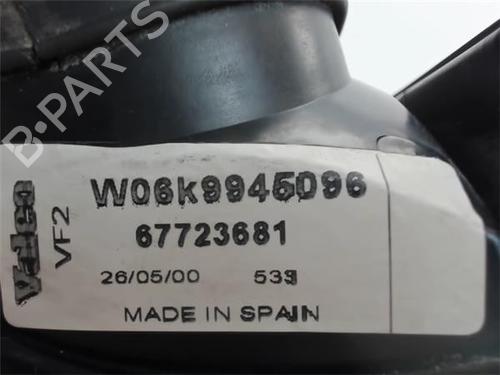 B-PARTS
Valeo
VF2
W06k9945D96
67723681
26/05/00 533
MADE IN SPAIN